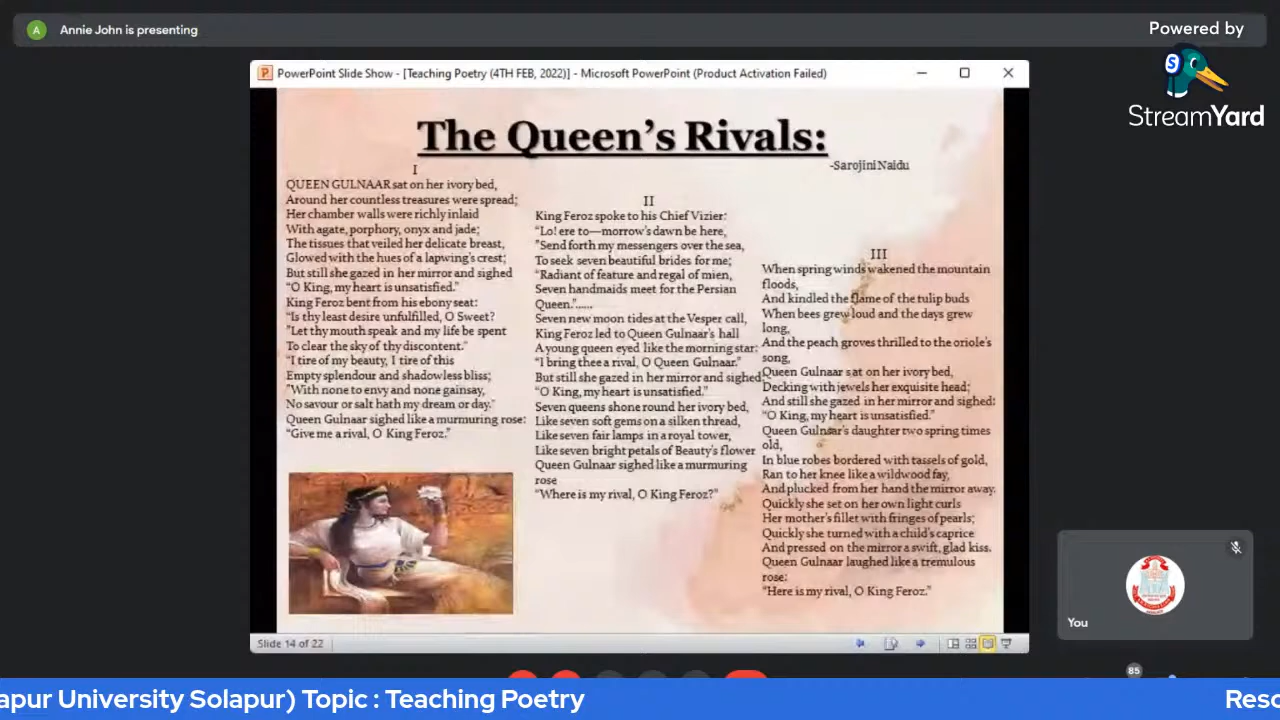 A
Annie John is presenting
Powered by
S
StreamYard
PowerPoint Slide Show - [Teaching Poetry (4TH FEB, 2022)] - Microsoft PowerPoint (Product Activation Failed)
The Queen's Rivals:
-Sarojini Naidu
I
QUEEN GULNAAR sat on her ivory bed,
Around her countless treasures were spread;
Her chamber walls were richly inlaid
With agate, porphory, onyx and jade;
The tissues that veiled her delicate breast,
Glowed with the hues of a lapwing's crest;
But still she gazed in her mirror and sighed
"O King, my heart is unsatisfied."
King Feroz bent from his ebony seat:
"Is thy least desire unfulfilled, O Sweet?
"Let thy mouth speak and my life be spent
To clear the sky of thy discontent."
"I tire of my beauty, I tire of this
Empty splendour and shadowless bliss;
"With none to envy and none gainsay,
No savour or salt hath my dream or day."
Queen Gulnaar sighed like a murmuring rose:
"Give me a rival, O King Feroz."
II
King Feroz spoke to his Chief Vizier:
"Lo! ere to—morrow's dawn be here,
"Send forth my messengers over the sea,
To seek seven beautiful brides for me;
"Radiant of feature and regal of mien,
Seven handmaids meet for the Persian
Queen."......
Seven new moon tides at the Vesper call,
King Feroz led to Queen Gulnaar's hall
A young queen eyed like the morning star:
"I bring thee a rival, O Queen Gulnaar."
But still she gazed in her mirror and sighed:
"O King, my heart is unsatisfied."
Seven queens shone round her ivory bed,
Like seven soft gems on a silken thread,
Like seven fair lamps in a royal tower,
Like seven bright petals of Beauty's flower
Queen Gulnaar sighed like a murmuring
rose
"Where is my rival, O King Feroz?"
III
When spring winds wakened the mountain
floods,
And kindled the flame of the tulip buds
When bees grew loud and the days grew
long,
And the peach groves thrilled to the oriole's
song,
Queen Gulnaar sat on her ivory bed,
Decking with jewels her exquisite head;
And still she gazed in her mirror and sighed:
"O King, my heart is unsatisfied."
Queen Gulnaar's daughter two spring times
old,
In blue robes bordered with tassels of gold,
Ran to her knee like a wildwood fay,
And plucked from her hand the mirror away.
Quickly she set on her own light curls
Her mother's fillet with fringes of pearls;
Quickly she turned with a child's caprice
And pressed on the mirror a swift, glad kiss.
Queen Gulnaar laughed like a tremulous
rose:
"Here is my rival, O King Feroz."
Slide 14 of 22
You
85
apur University Solapur) Topic : Teaching Poetry
Reso